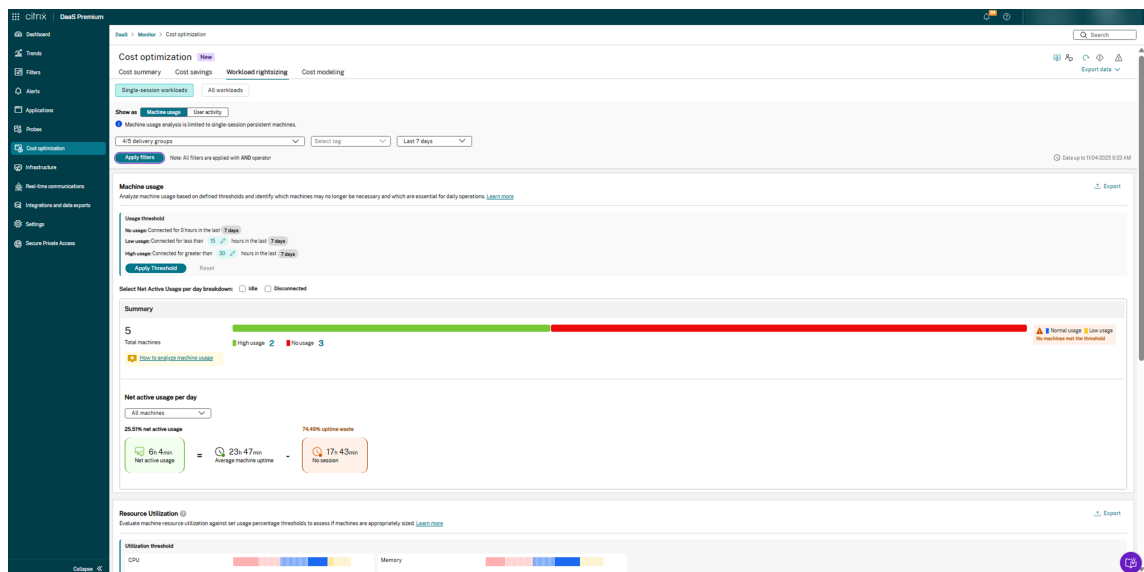 citrix | DaaS Premium
Dashboard
Trends
Filters
Alerts
Applications
Probes
Cost optimization
Infrastructure
Real-time communications
Integrations and data exports
Settings
Secure Private Access
Collapse
DaaS > Monitor > Cost optimization
Search
Cost optimization New
Export data
Cost summary Cost savings Workload rightsizing Cost modeling
Single-session workloads All workloads
Show as Machine usage User activity
Machine usage analysis is limited to single-session persistent machines.
4/5 delivery groups Select tag Last 7 days
Apply filters Note: All filters are applied with AND operator
Data up to 11/04/2025 9:33 AM
Machine usage Export
Analyze machine usage based on defined thresholds and identify which machines may no longer be necessary and which are essential for daily operations. Learn more
Usage threshold
No usage: Connected for 0 hours in the last 7 days
Low usage: Connected for less than 15 hours in the last 7 days
High usage: Connected for greater than 20 hours in the last 7 days
Apply Threshold Reset
Select Net Active Usage per day breakdown: Idle Disconnected
Summary
5
Total machines
High usage 2 No usage 3
Normal usage Low usage
No machines met the threshold
How to analyze machine usage
Net active usage per day
All machines
25.51% net active usage 74.49% uptime waste
6h 4min = 23h 47min - 17h 43min
Net active usage Average machine uptime No session
Resource Utilization Export
Evaluate machine resource utilization against set usage percentage thresholds to assess if machines are appropriately sized. Learn more
Utilization threshold
CPU Memory